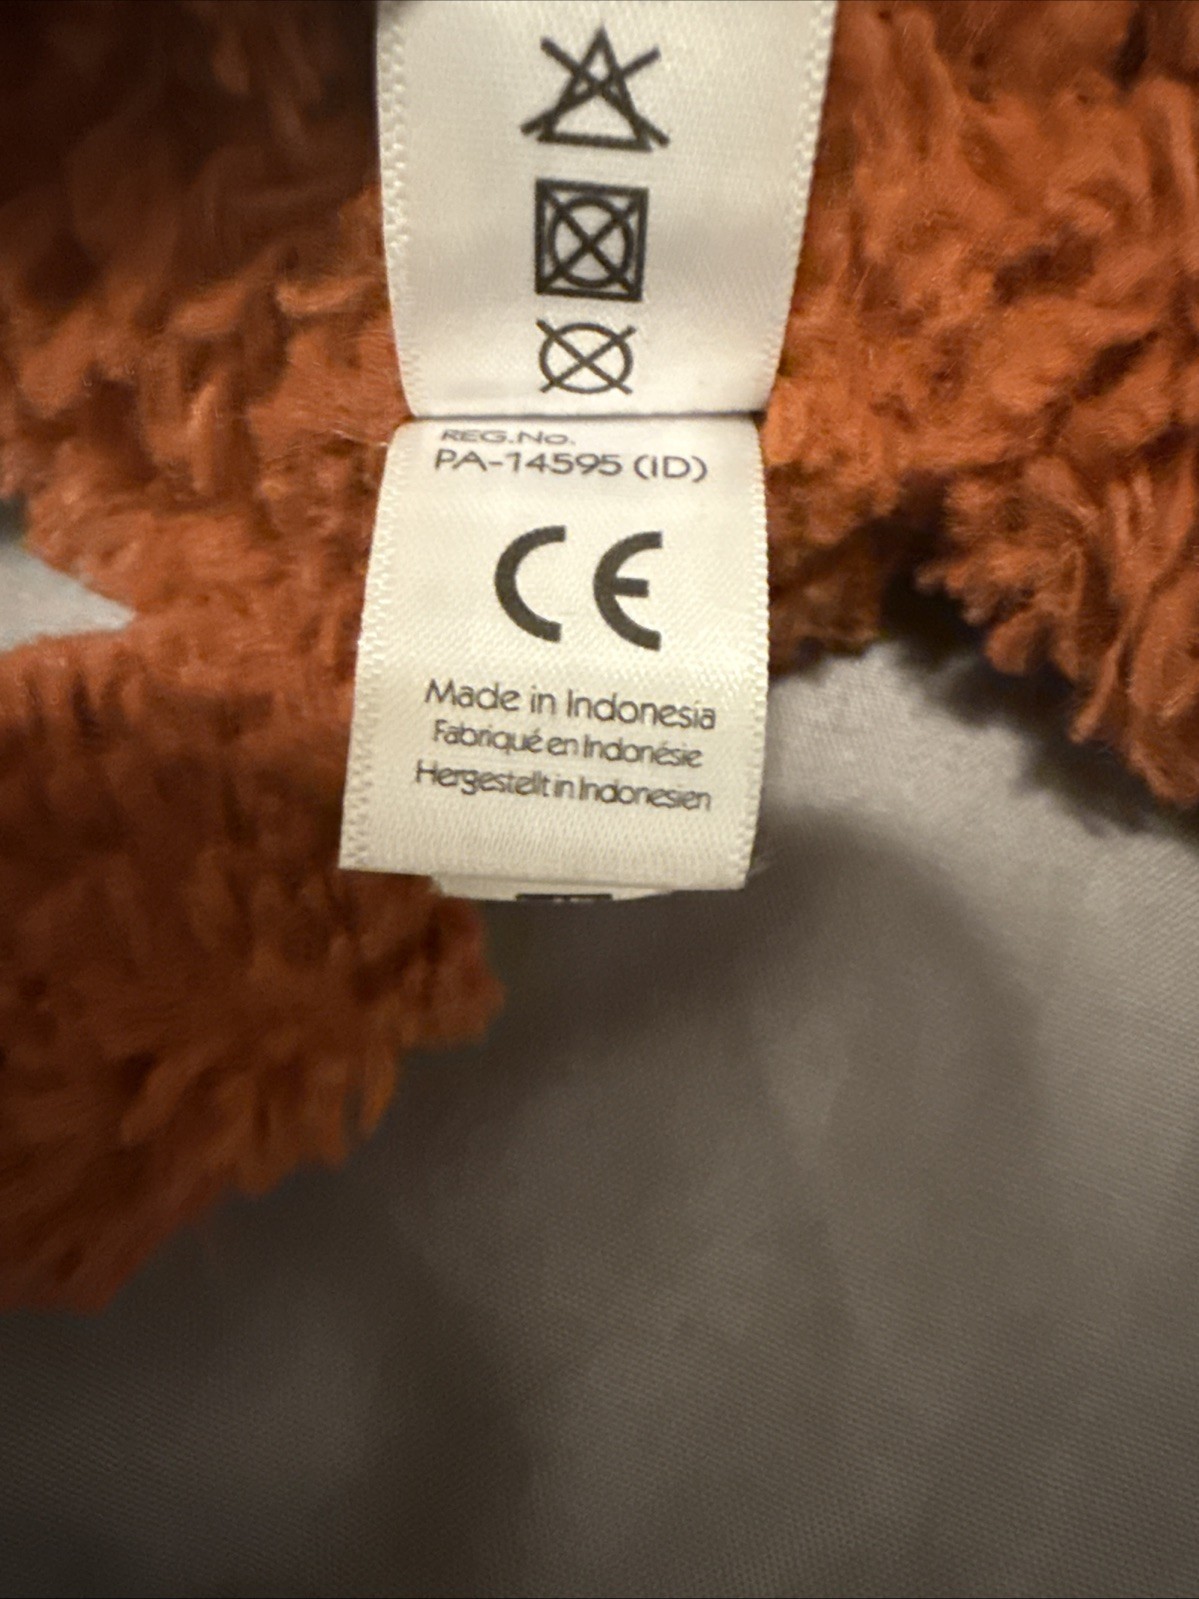 REG.No.
PA-14595 (ID)
CE
Made in Indonesia
Fabriqué en Indonésie
Hergestellt in Indonesien